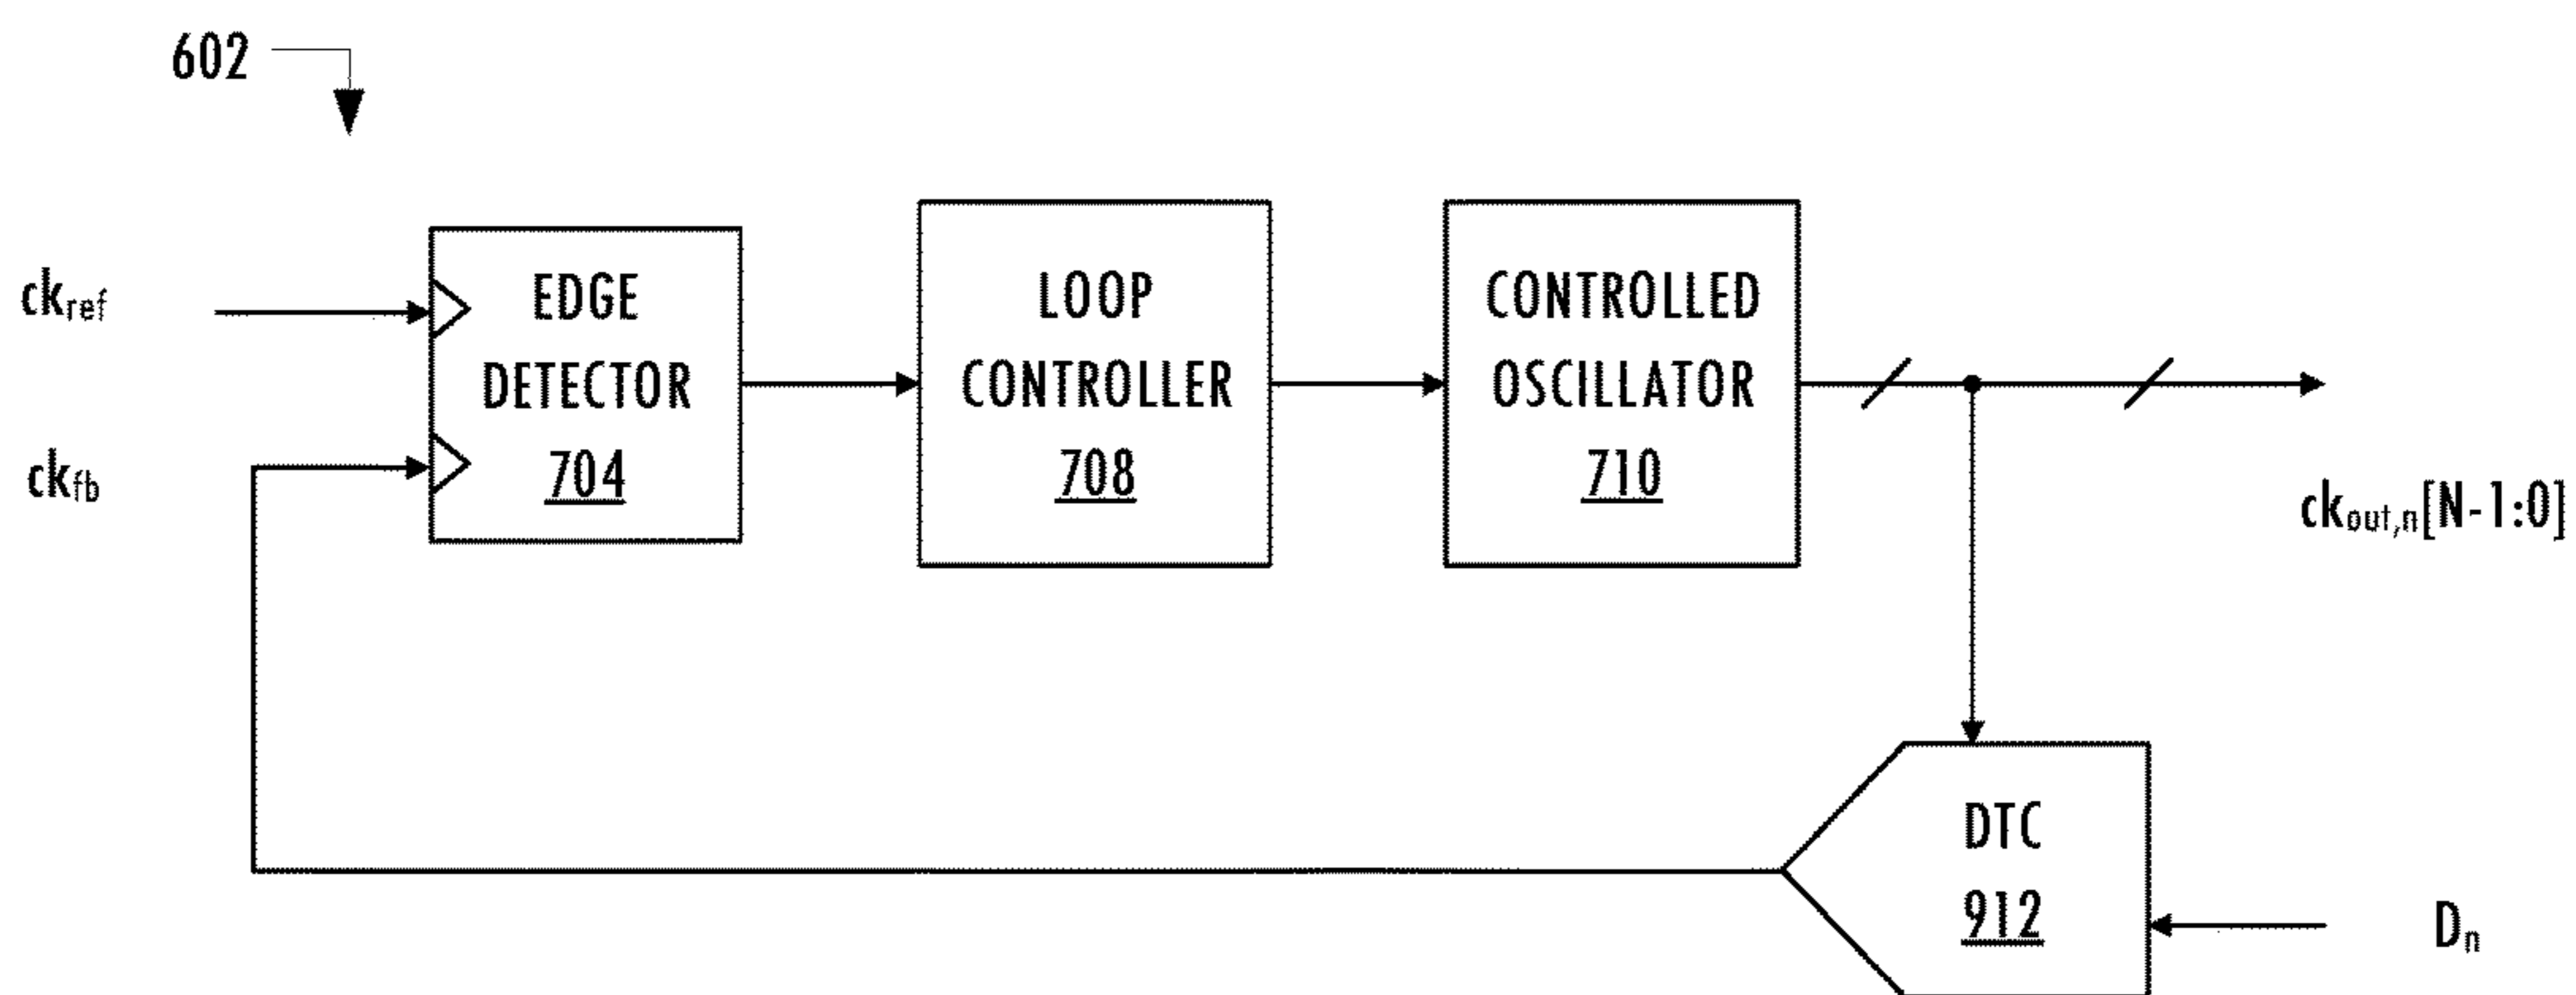 602
ck_ref
ck_fb
EDGE
DETECTOR
704
LOOP
CONTROLLER
708
CONTROLLED
OSCILLATOR
710
ck_out,n[N-1:0]
DTC
912
D_n